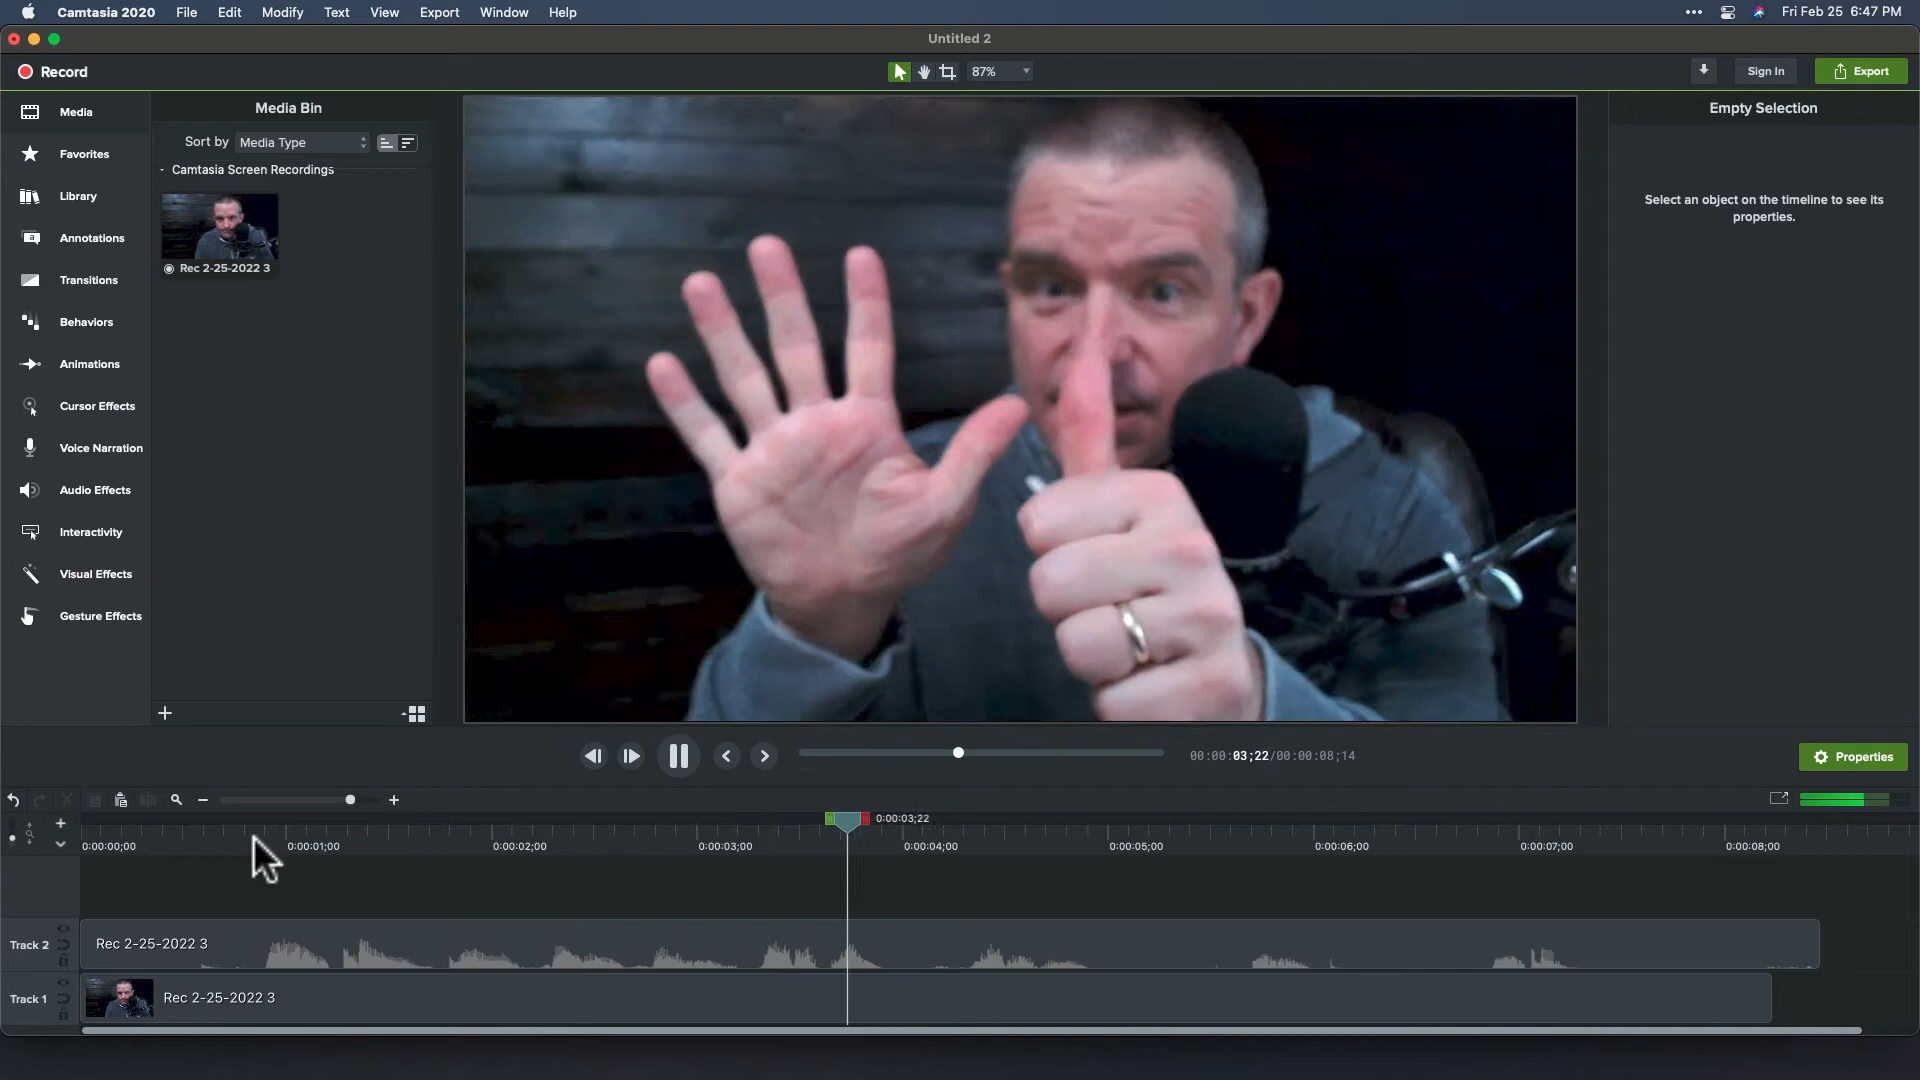 Camtasia 2020 File Edit Modify Text View Export Window Help ••• Fri Feb 25 6:47 PM
Untitled 2
Record 87% Sign In Export
Media
Favorites
Library
Annotations
Transitions
Behaviors
Animations
Cursor Effects
Voice Narration
Audio Effects
Interactivity
Visual Effects
Gesture Effects
Media Bin
Sort by Media Type
Camtasia Screen Recordings
Rec 2-25-2022 3
Empty Selection
Select an object on the timeline to see its
properties.
00:00:03;22/00:00:08;14
Properties
0:00:03;22
0:00:00;00 0:00:01;00 0:00:02;00 0:00:03;00 0:00:04;00 0:00:05;00 0:00:06;00 0:00:07;00 0:00:08;00
Track 2 Rec 2-25-2022 3
Track 1 Rec 2-25-2022 3